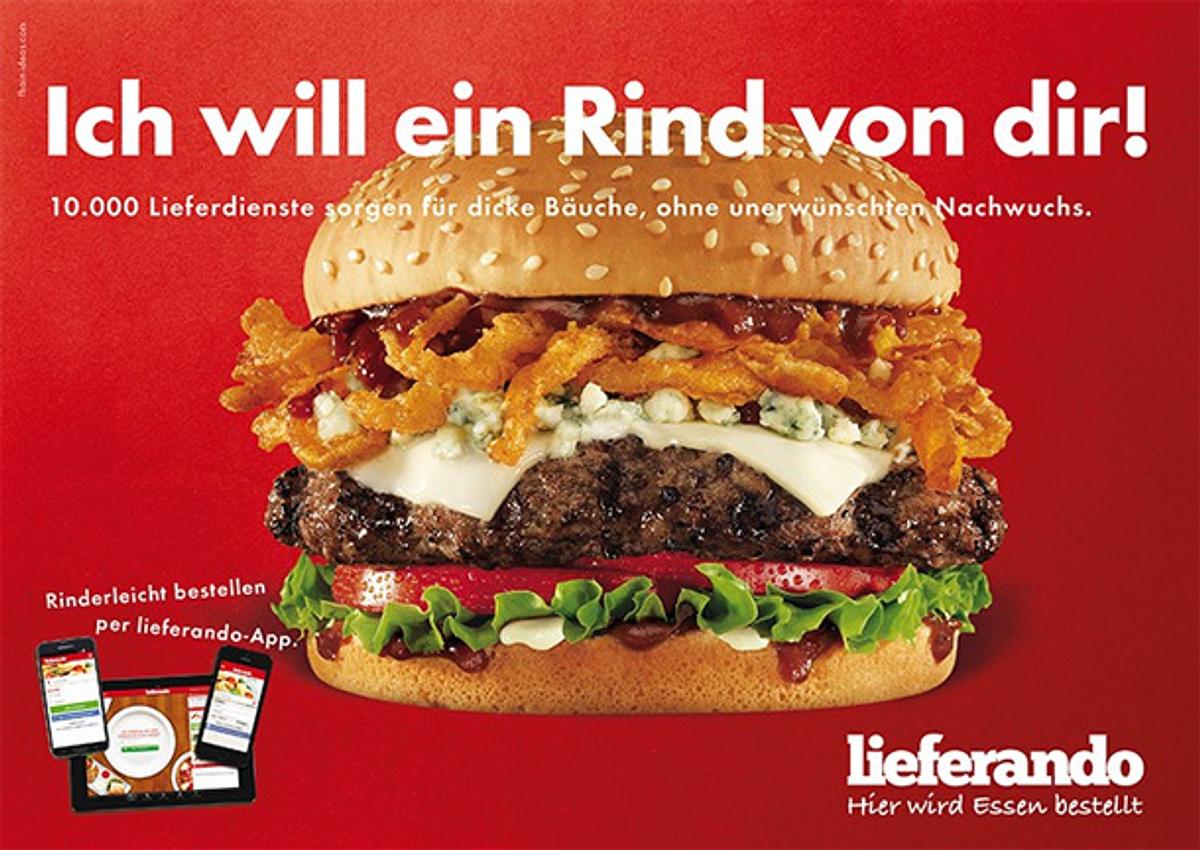 Ich will ein Rind von dir!
10.000 Lieferdienste sorgen für dicke Bäuche, ohne unerwünschten Nachwuchs.
Rinderleicht bestellen
per lieferando-App.
lieferando
Hier wird Essen bestellt